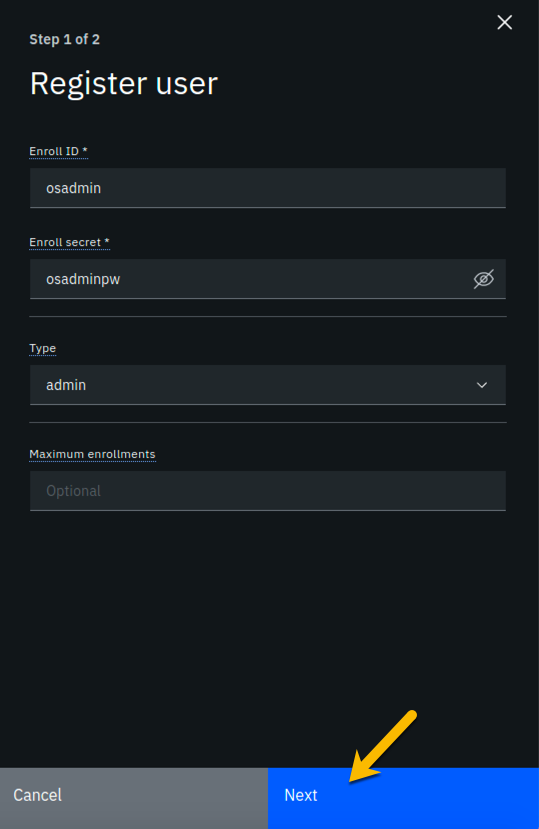 Step 1 of 2
Register user
Enroll ID *
osadmin
Enroll secret *
osadminpw
Type
admin
Maximum enrollments
Optional
Cancel
Next